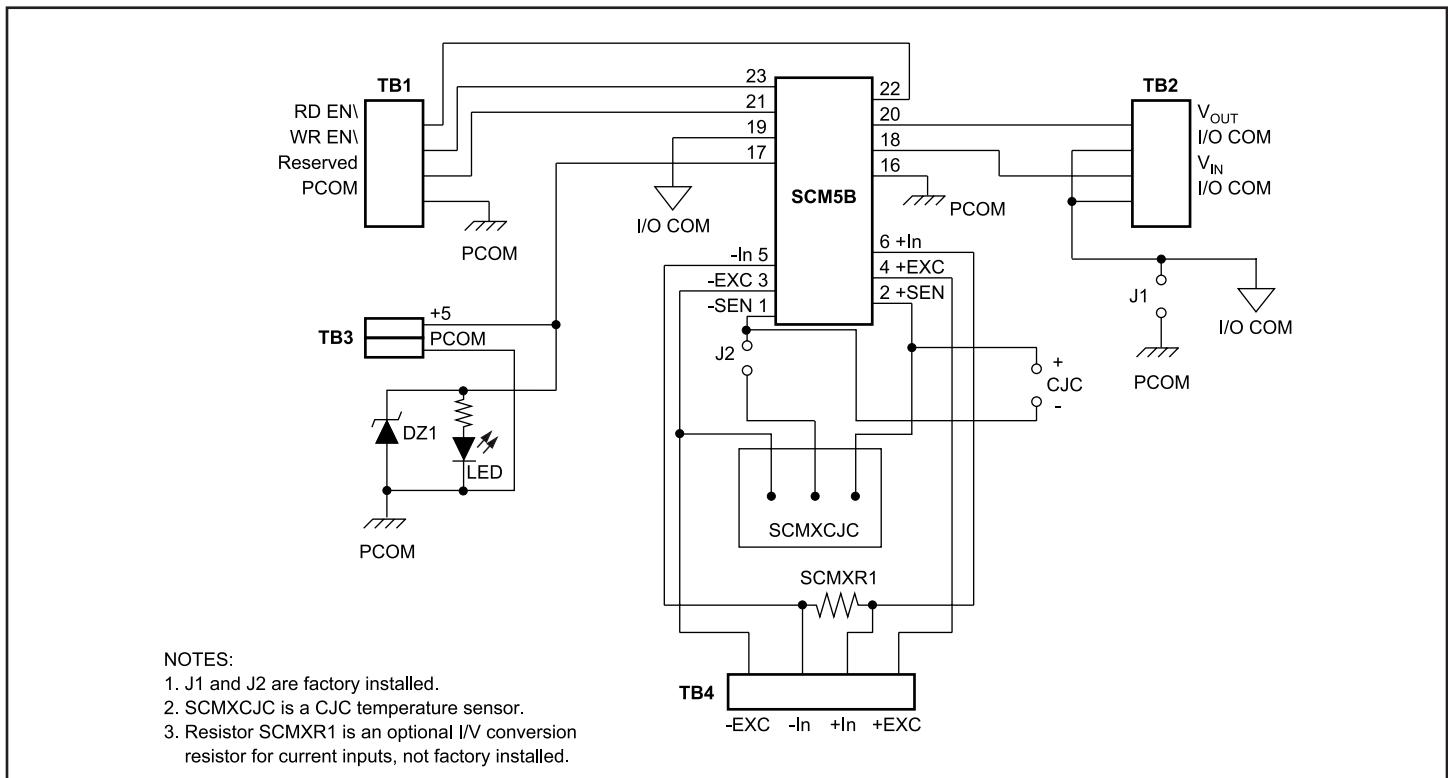 TB1
RD EN\
WR EN\
Reserved
PCOM
PCOM
23
21
19
17
I/O COM
SCM5B
22
20
18
16
PCOM
TB2
VOUT
I/O COM
VIN
I/O COM
-In 5
-EXC 3
-SEN 1
6 +In
4 +EXC
2 +SEN
J1
I/O COM
PCOM
TB3
+5
PCOM
J2
+
CJC
-
DZ1
LED
PCOM
SCMXCJC
SCMXR1
TB4
-EXC -In +In +EXC
NOTES:
1. J1 and J2 are factory installed.
2. SCMXCJC is a CJC temperature sensor.
3. Resistor SCMXR1 is an optional I/V conversion
resistor for current inputs, not factory installed.